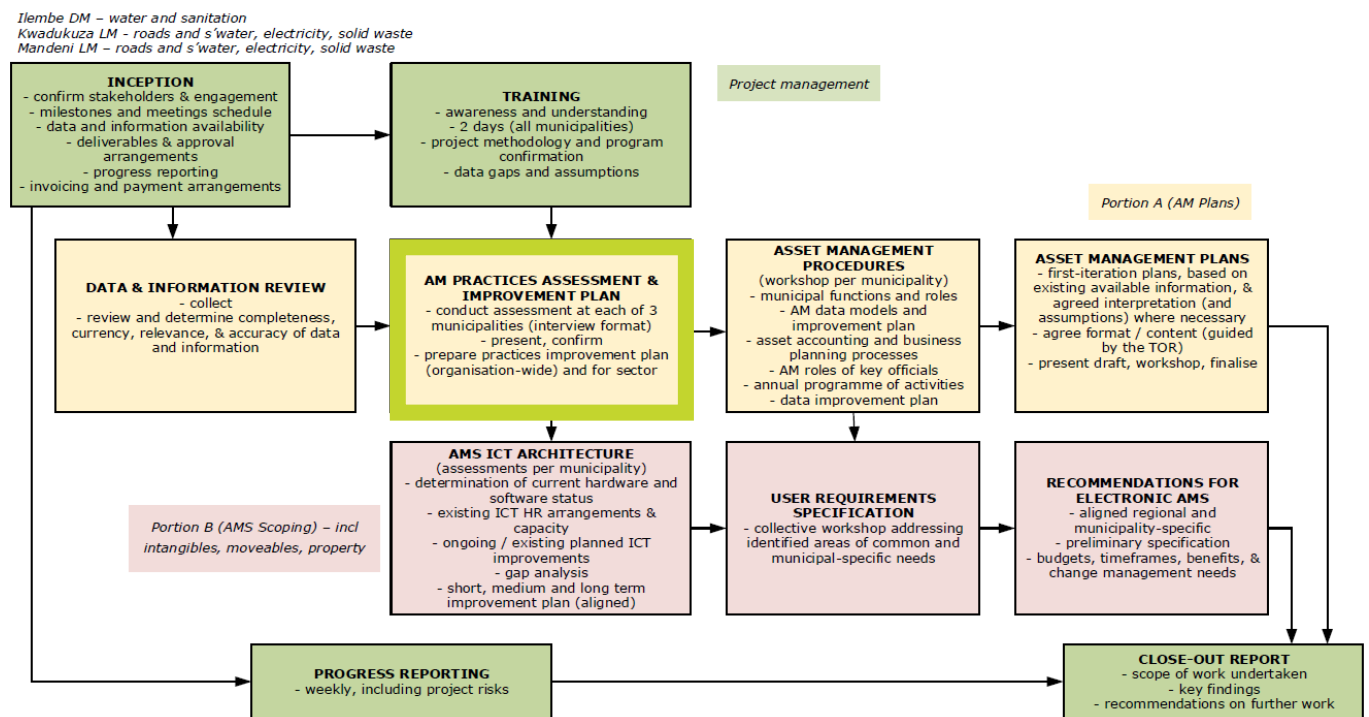 Ilembe DM – water and sanitation
Kwadukuza LM - roads and s’water, electricity, solid waste
Mandeni LM – roads and s’water, electricity, solid waste
INCEPTION
- confirm stakeholders & engagement
- milestones and meetings schedule
- data and information availability
- deliverables & approval
arrangements
- progress reporting
- invoicing and payment arrangements
TRAINING
- awareness and understanding
- 2 days (all municipalities)
- project methodology and program
confirmation
- data gaps and assumptions
Project management
Portion A (AM Plans)
DATA & INFORMATION REVIEW
- collect
- review and determine completeness,
currency, relevance, & accuracy of data
and information
AM PRACTICES ASSESSMENT &
IMPROVEMENT PLAN
- conduct assessment at each of 3
municipalities (interview format)
- present, confirm
- prepare practices improvement plan
(organisation-wide) and for sector
ASSET MANAGEMENT
PROCEDURES
(workshop per municipality)
- municipal functions and roles
- AM data models and
improvement plan
- asset accounting and business
planning processes
- AM roles of key officials
- annual programme of activities
- data improvement plan
ASSET MANAGEMENT PLANS
- first-iteration plans, based on
existing available information, &
agreed interpretation (and
assumptions) where necessary
- agree format / content (guided
by the TOR)
- present draft, workshop, finalise
Portion B (AMS Scoping) – incl
intangibles, moveables, property
AMS ICT ARCHITECTURE
(assessments per municipality)
- determination of current hardware and
software status
- existing ICT HR arrangements &
capacity
- ongoing / existing planned ICT
improvements
- gap analysis
- short, medium and long term
improvement plan (aligned)
USER REQUIREMENTS
SPECIFICATION
- collective workshop addressing
identified areas of common and
municipal-specific needs
RECOMMENDATIONS FOR
ELECTRONIC AMS
- aligned regional and
municipality-specific
- preliminary specification
- budgets, timeframes, benefits, &
change management needs
PROGRESS REPORTING
- weekly, including project risks
CLOSE-OUT REPORT
- scope of work undertaken
- key findings
- recommendations on further work